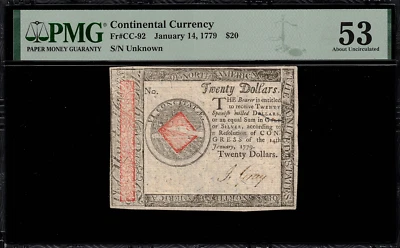 PMG
PAPER MONEY GUARANTY
Continental Currency
Fr#CC-92 January 14, 1779 $20
S/N Unknown
53
About Uncirculated
NORTH AMERICA
No.
Twenty Dollars.
THE Bearer is entitled
to receive TWENTY
Spanish milled DOLLARS,
or an equal Sum in GOLD
or SILVER, according to
a Resolution of CON-
GRESS of the 14th
January, 1779.
Twenty Dollars.